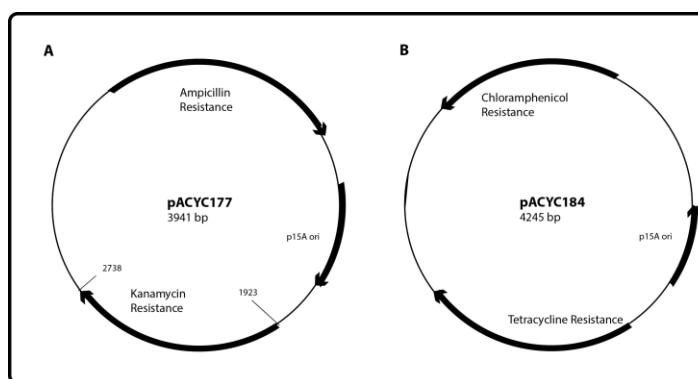 A
Ampicillin
Resistance
pACYC177
3941 bp
p15A ori
2738
Kanamycin
Resistance
1923
B
Chloramphenicol
Resistance
pACYC184
4245 bp
p15A ori
Tetracycline Resistance